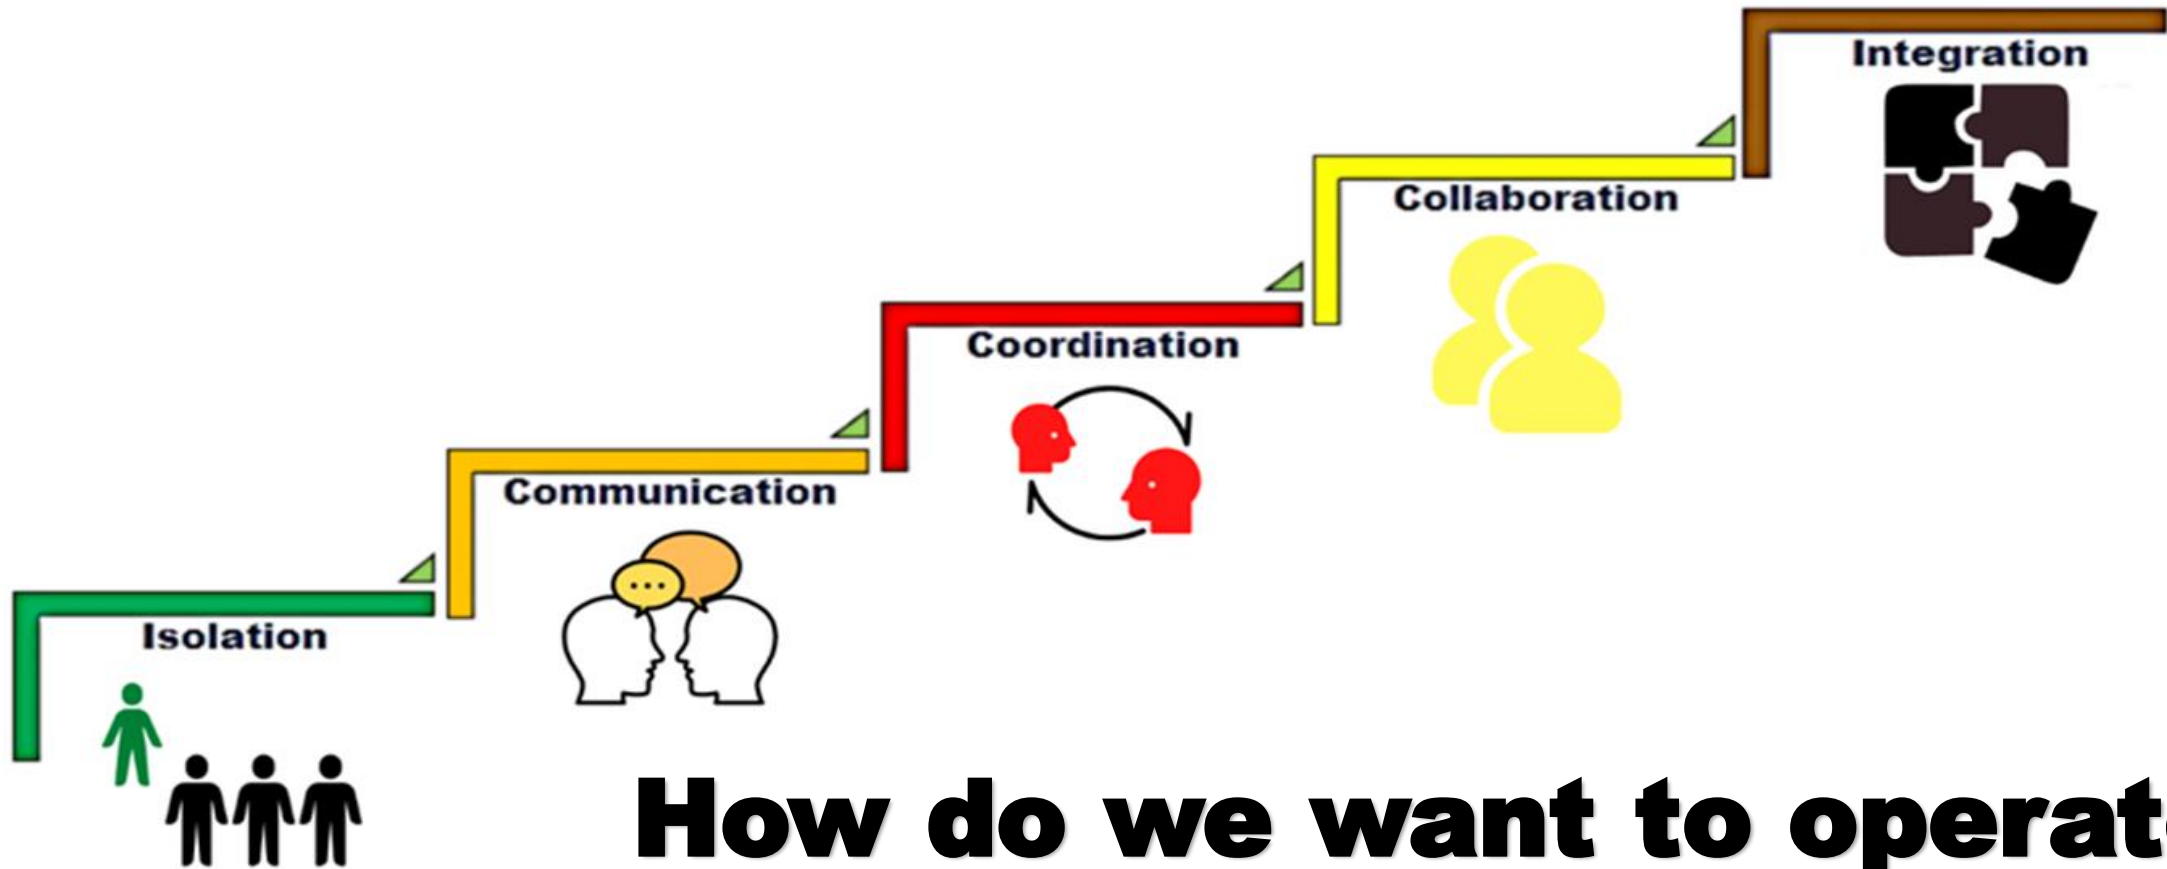 Integration
Collaboration
Coordination
Communication
Isolation
How do we want to operat